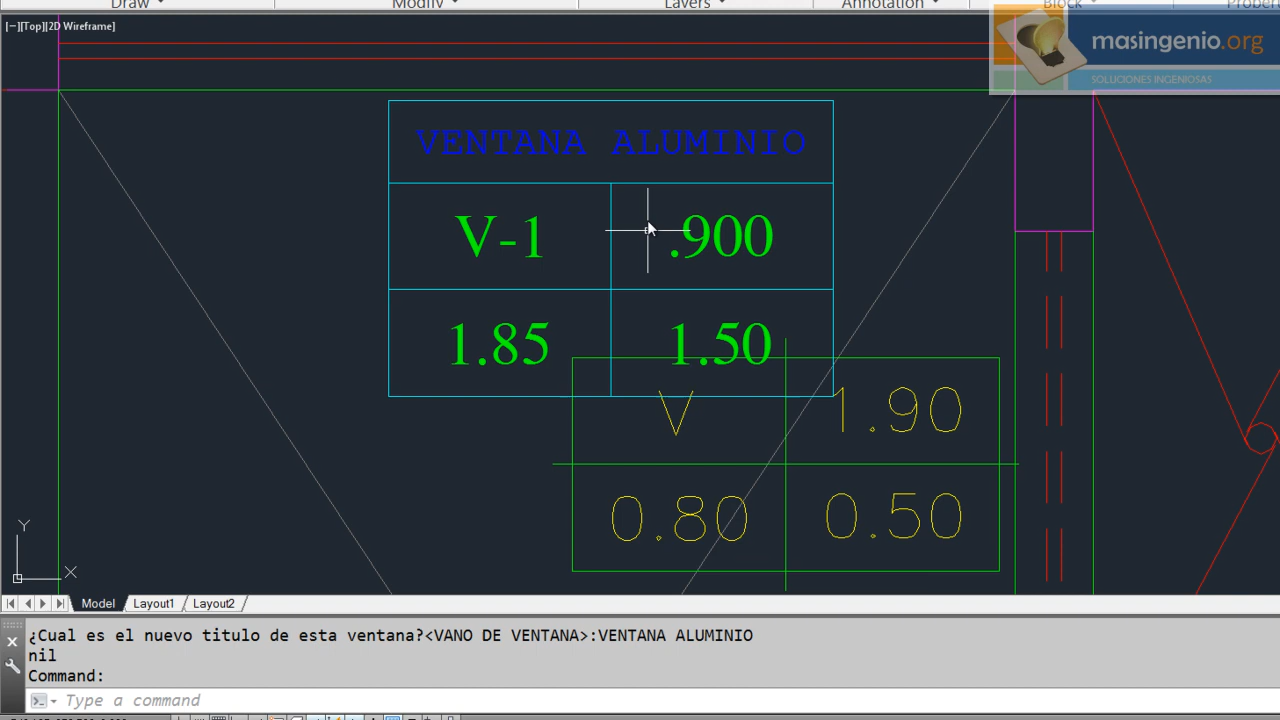 Draw Modify Layers Annotation Block
[−][Top][2D Wireframe]
masingenio.org
SOLUCIONES INGENIOSAS
VENTANA ALUMINIO
V-1 .900
1.85 1.50
V 1.90
0.80 0.50
Y
X
Model Layout1 Layout2
¿Cual es el nuevo titulo de esta ventana?<VANO DE VENTANA>:VENTANA ALUMINIO
nil
Command:
Type a command